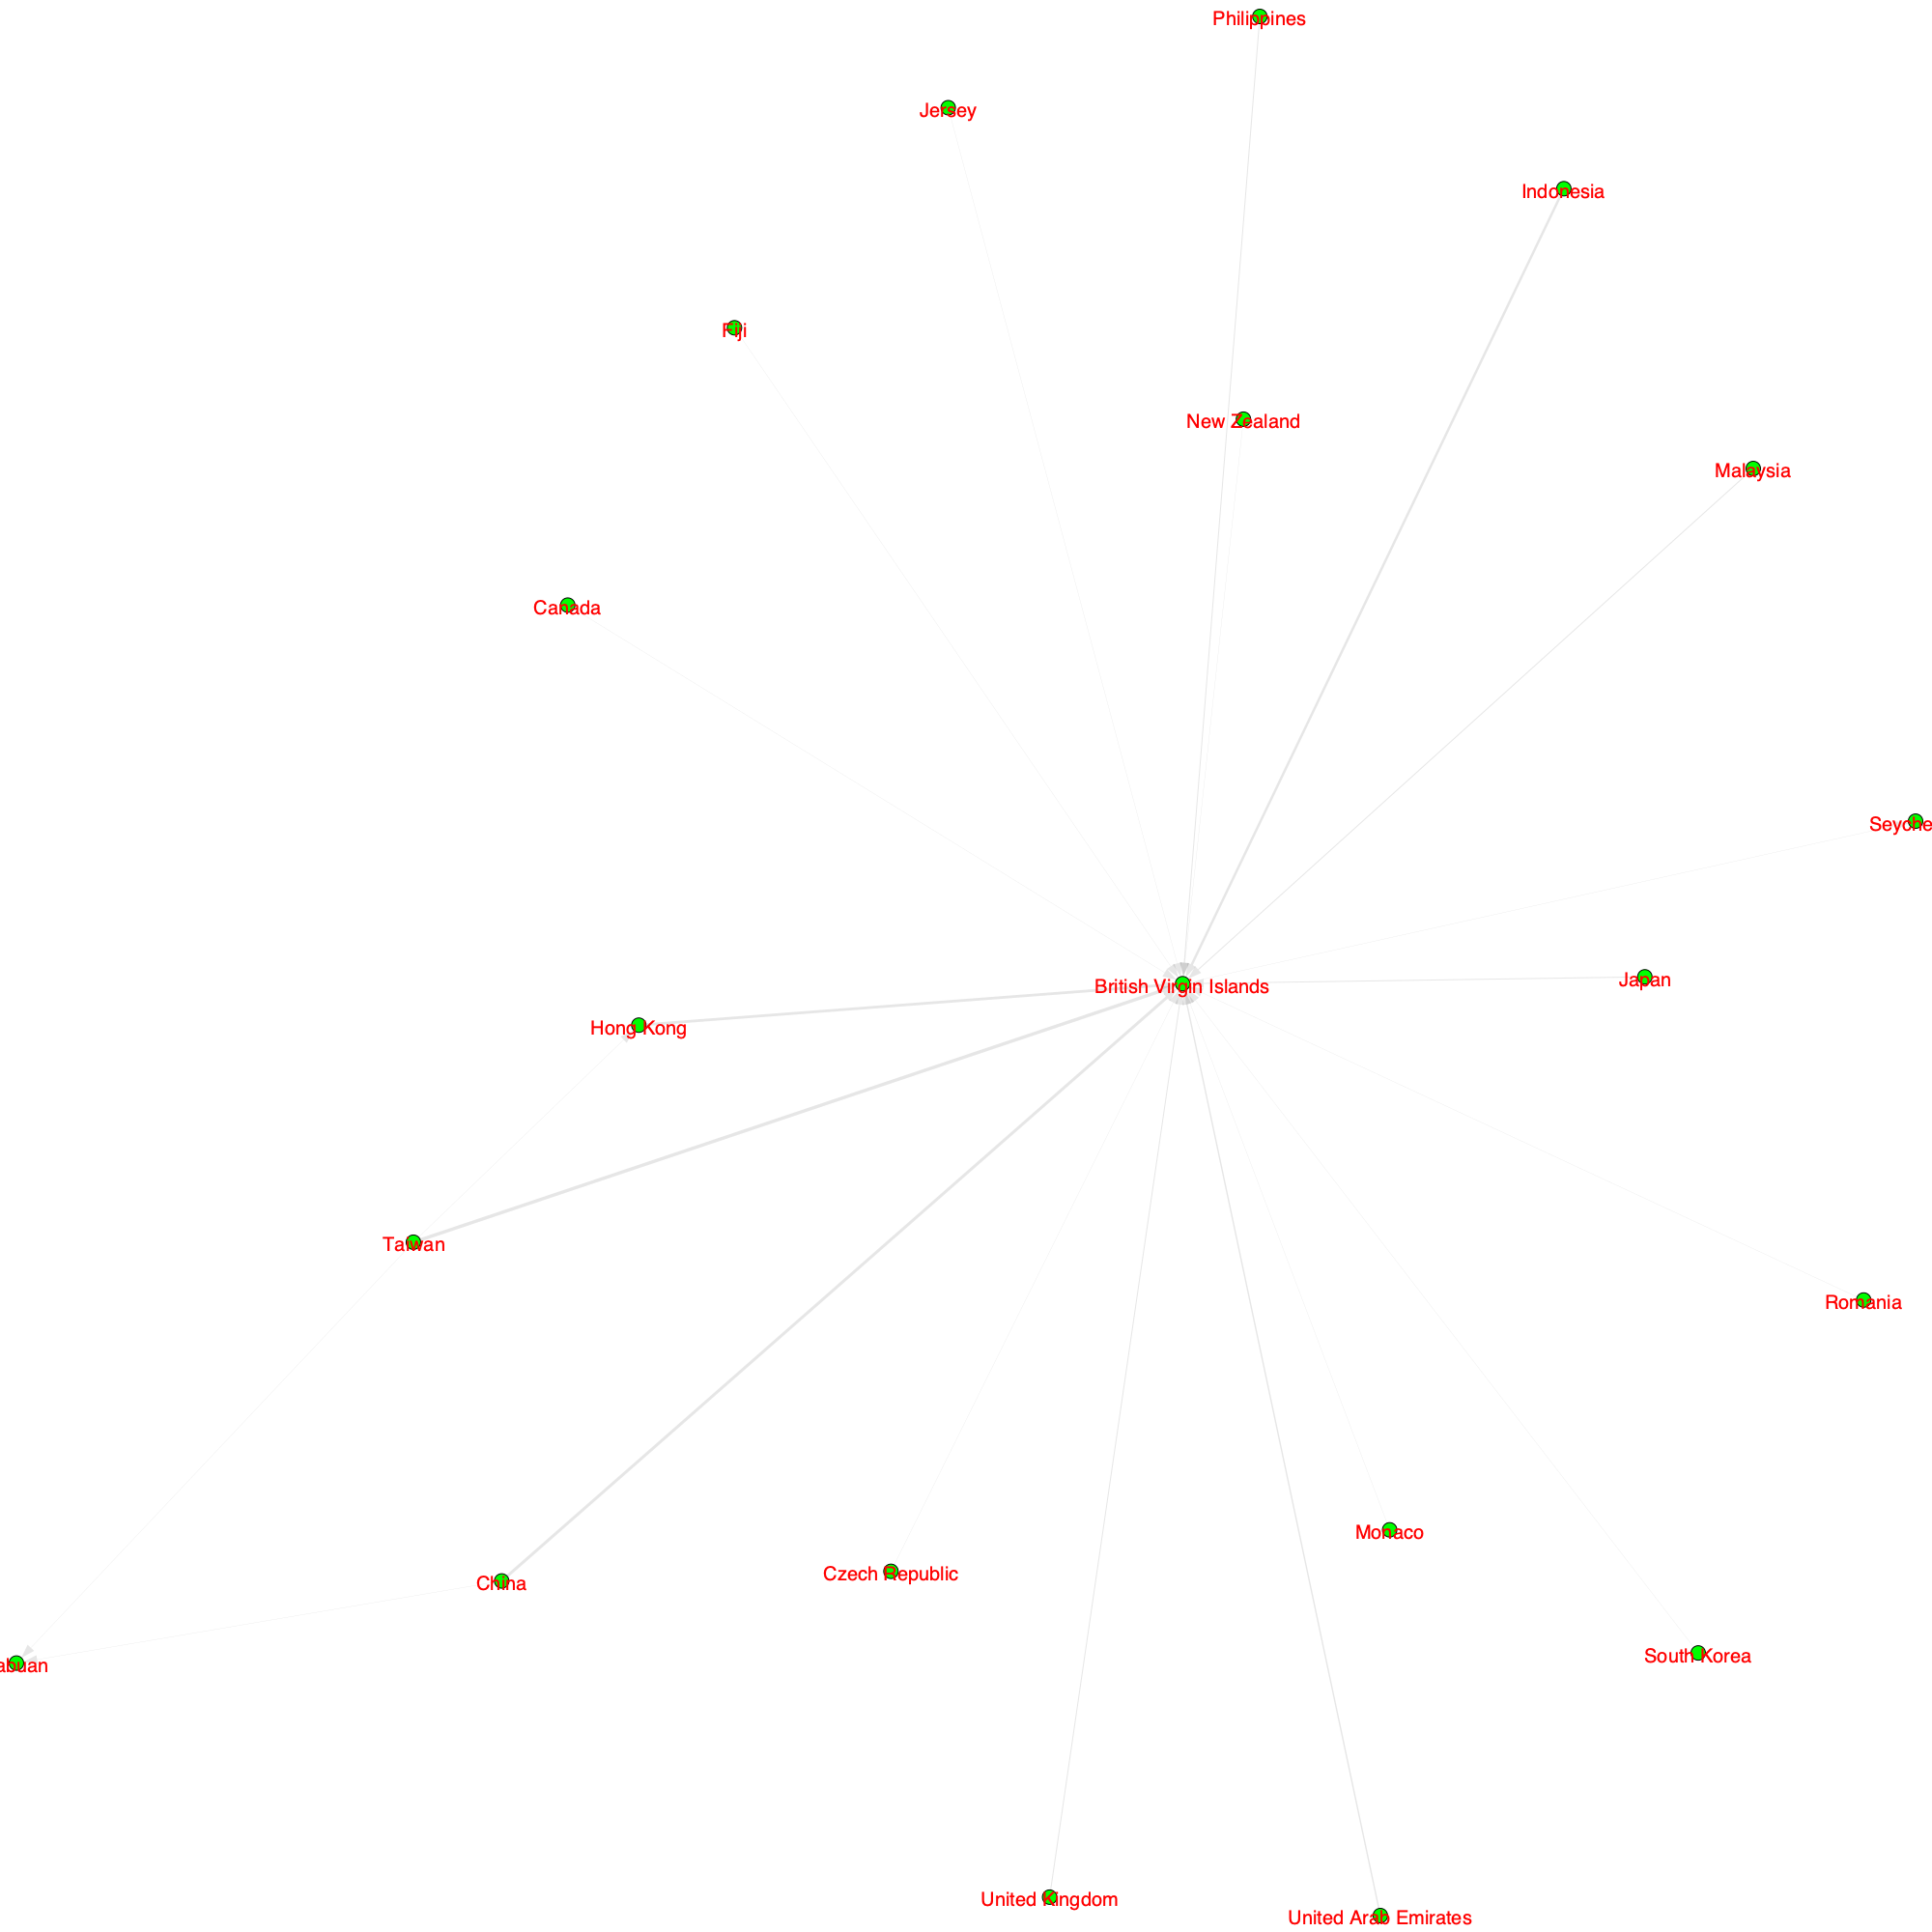 Philippines
Jersey
Indonesia
Fiji
New Zealand
Malaysia
Canada
Seyche
Japan
British Virgin Islands
Hong Kong
Taiwan
Romania
Monaco
Czech Republic
China
South Korea
abuan
United Kingdom
United Arab Emirates